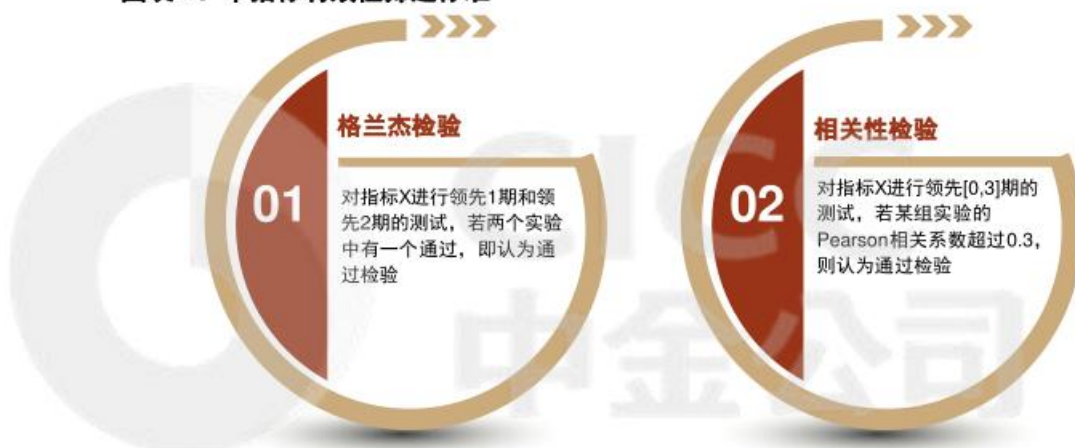 01
格兰杰检验
对指标X进行领先1期和领
先2期的测试，若两个实验
中有一个通过，即认为通
过检验
02
相关性检验
对指标X进行领先[0,3]期的
测试，若某组实验的
Pearson相关系数超过0.3，
则认为通过检验
CICC
中金公司